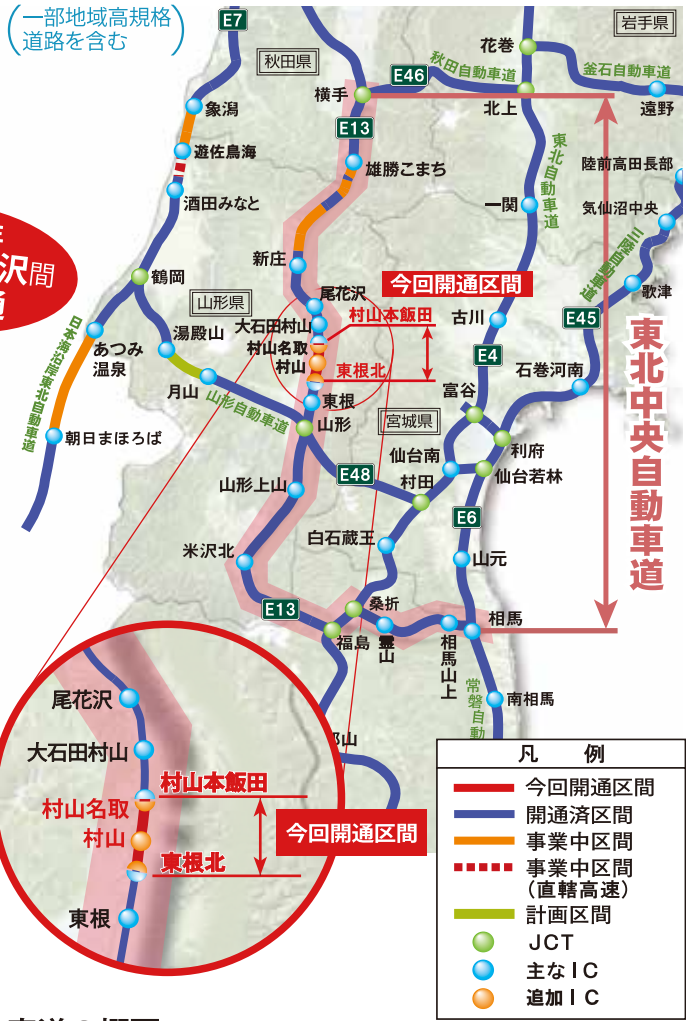 (一部地域高規格
道路を含む)
E7
秋田県
岩手県
花巻
E46
秋田自動車道
釜石自動車道
横手
北上
遠野
象潟
E13
遊佐鳥海
雄勝こまち
東北自動車道
陸前高田長部
酒田みなと
一関
気仙沼中央
三陸自動車道
沢間
新庄
鶴岡
山形県
尾花沢
今回開通区間
歌津
大石田村山
村山本飯田
古川
E45
日本海沿岸東北自動車道
あつみ
温泉
湯殿山
村山名取
村山
E4
月山
東根北
石巻河南
山形自動車道
東根
富谷
朝日まほろば
山形
宮城県
利府
仙台南
仙台若林
E48
山形上山
村田
東北中央自動車道
E6
白石蔵王
米沢北
山元
E13
桑折
相馬
福島
霊山
相馬山上
常磐自動
南相馬
尾花沢
大石田村山
村山本飯田
村山名取
村山
今回開通区間
東根北
東根
凡 例
今回開通区間
開通済区間
事業中区間
事業中区間
(直轄高速)
計画区間
JCT
主なIC
追加IC